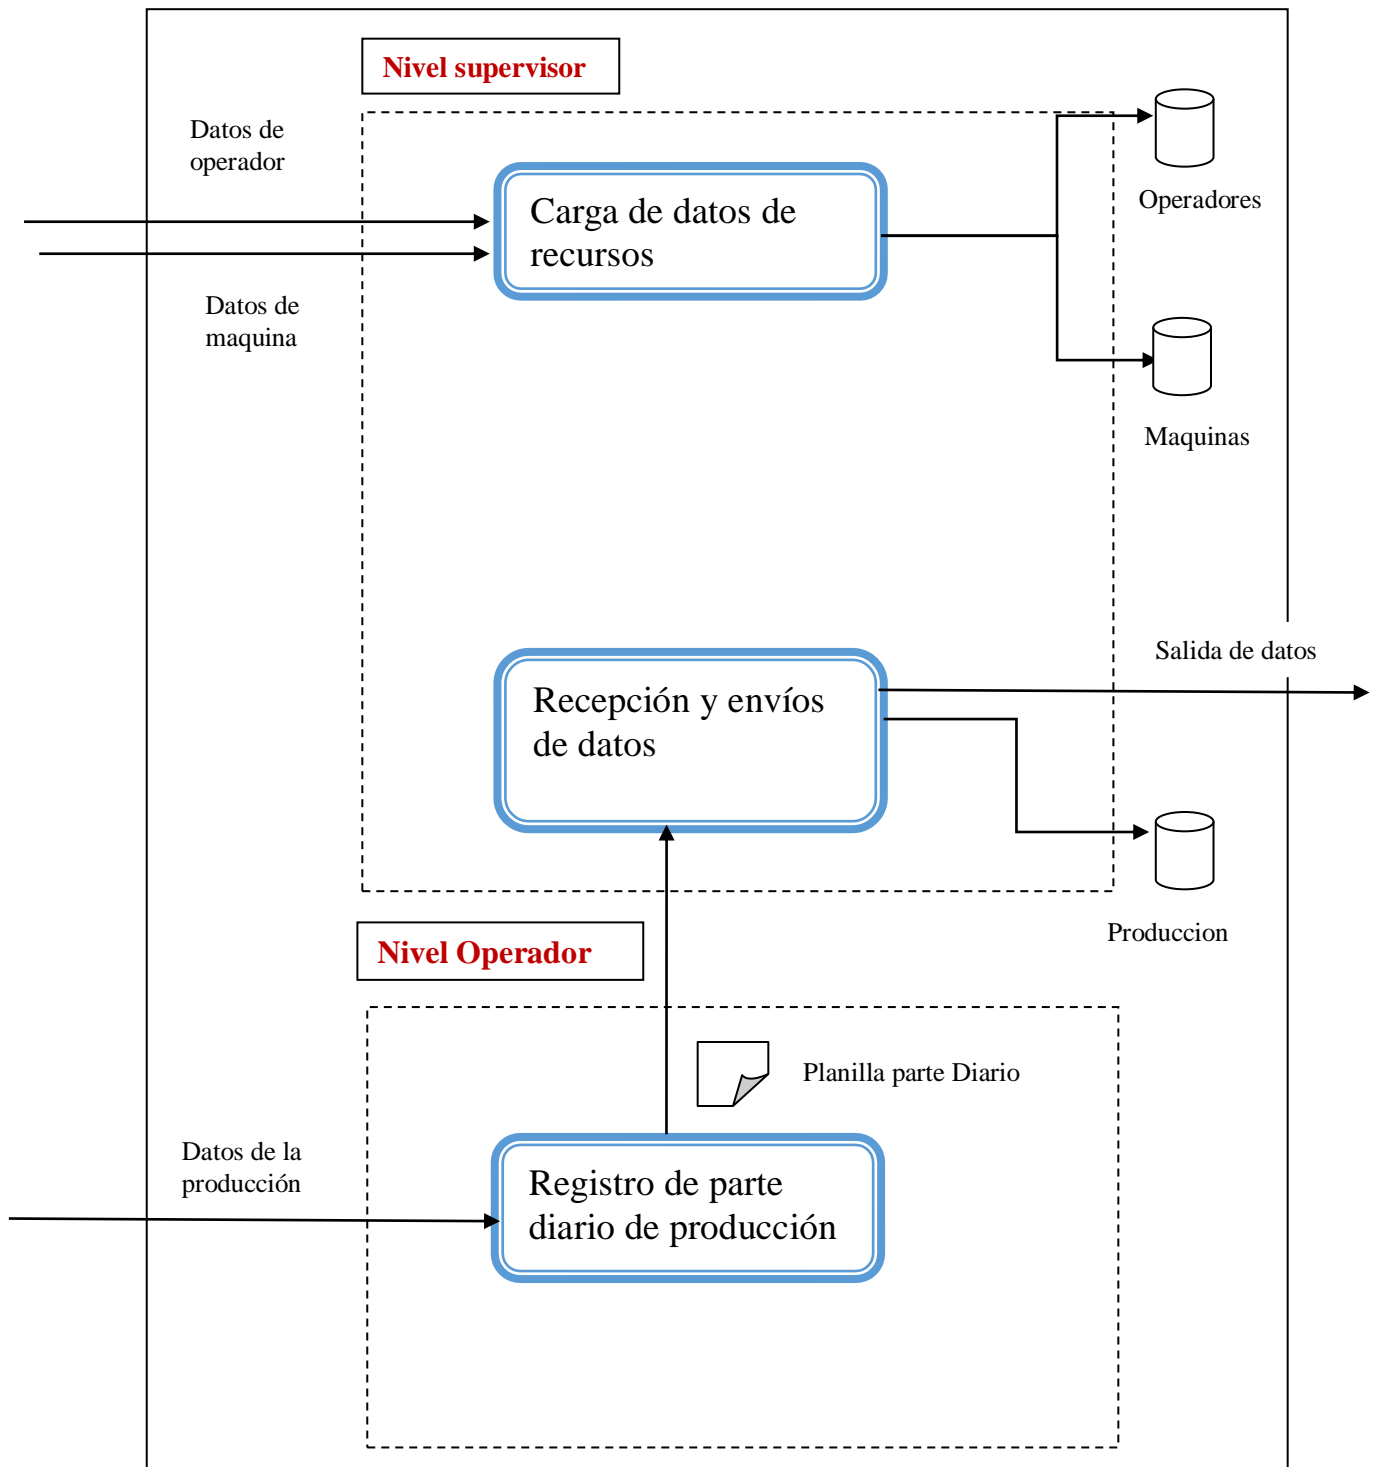 Nivel supervisor
Datos de
operador
Carga de datos de
recursos
Operadores
Datos de
maquina
Maquinas
Salida de datos
Recepción y envíos
de datos
Produccion
Nivel Operador
Planilla parte Diario
Datos de la
producción
Registro de parte
diario de producción